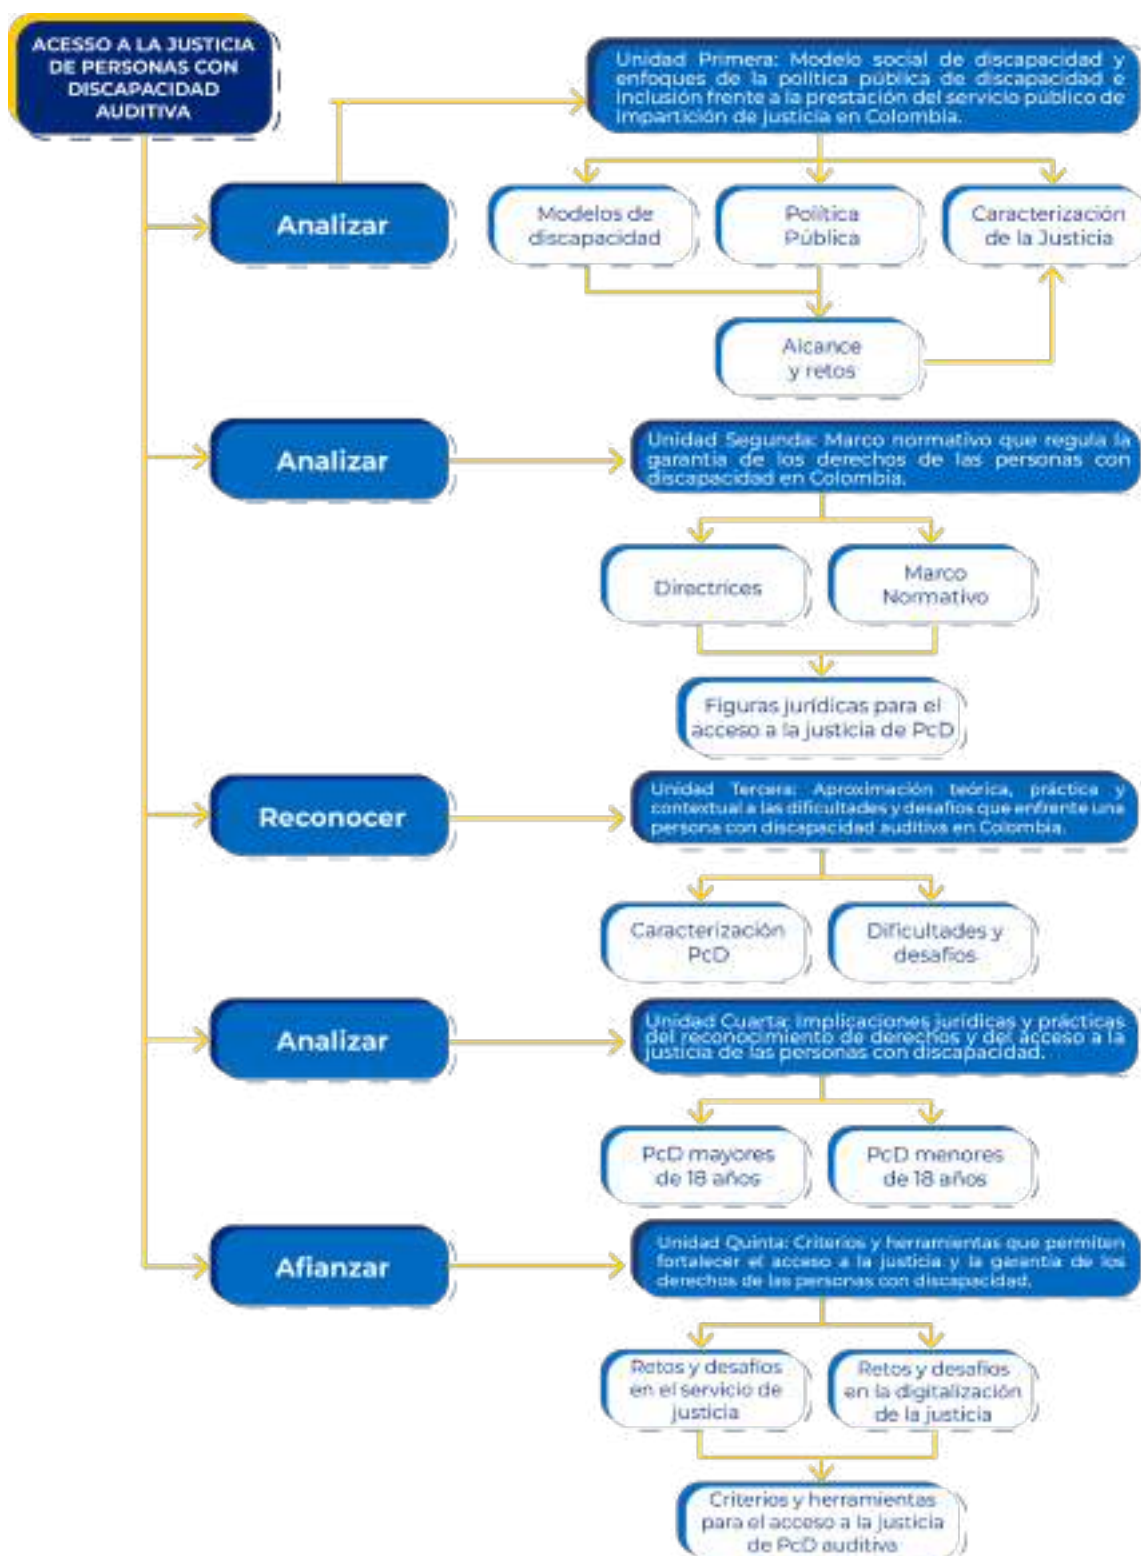 ACESSO A LA JUSTICIA
DE PERSONAS CON
DISCAPACIDAD
AUDITIVA
Analizar
Unidad Primera: Modelo social de discapacidad y
enfoques de la política pública de discapacidad e
inclusión frente a la prestación del servicio público de
impartición de justicia en Colombia.
Modelos de
discapacidad
Política
Pública
Caracterización
de la Justicia
Alcance
y retos
Analizar
Unidad Segunda: Marco normativo que regula la
garantía de los derechos de las personas con
discapacidad en Colombia.
Directrices
Marco
Normativo
Figuras jurídicas para el
acceso a la justicia de PcD
Reconocer
Unidad Tercera: Aproximación teórica, práctica y
contextual a las dificultades y desafíos que enfrente una
persona con discapacidad auditiva en Colombia.
Caracterización
PcD
Dificultades y
desafíos
Analizar
Unidad Cuarta: Implicaciones jurídicas y prácticas
del reconocimiento de derechos y del acceso a la
justicia de las personas con discapacidad.
PcD mayores
de 18 años
PcD menores
de 18 años
Afianzar
Unidad Quinta: Criterios y herramientas que permiten
fortalecer el acceso a la justicia y la garantía de los
derechos de las personas con discapacidad.
Retos y desafíos
en el servicio de
justicia
Retos y desafíos
en la digitalización
de la justicia
Criterios y herramientas
para el acceso a la justicia
de PcD auditiva